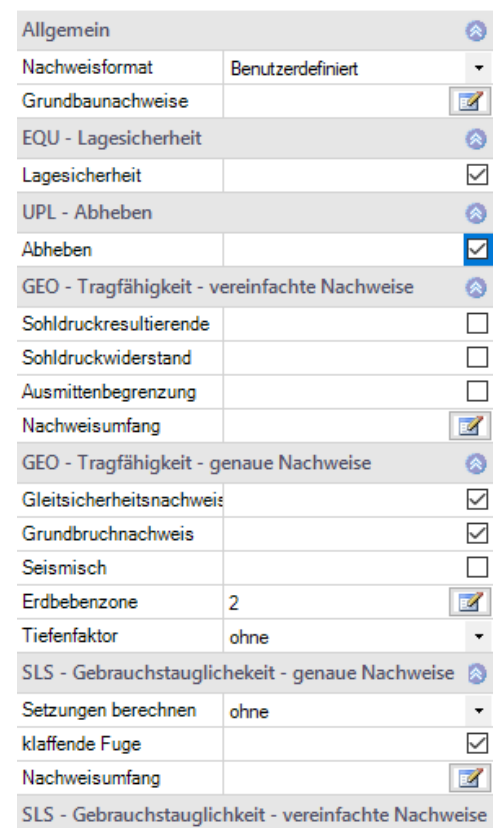 Allgemein
Nachweisformat Benutzerdefiniert
Grundbaunachweise
EQU - Lagesicherheit
Lagesicherheit
UPL - Abheben
Abheben
GEO - Tragfähigkeit - vereinfachte Nachweise
Sohldruckresultierende
Sohldruckwiderstand
Ausmittenbegrenzung
Nachweisumfang
GEO - Tragfähigkeit - genaue Nachweise
Gleitsicherheitsnachweis
Grundbruchnachweis
Seismisch
Erdbebenzone 2
Tiefenfaktor ohne
SLS - Gebrauchstauglichekeit - genaue Nachweise
Setzungen berechnen ohne
klaffende Fuge
Nachweisumfang
SLS - Gebrauchstauglichkeit - vereinfachte Nachweise